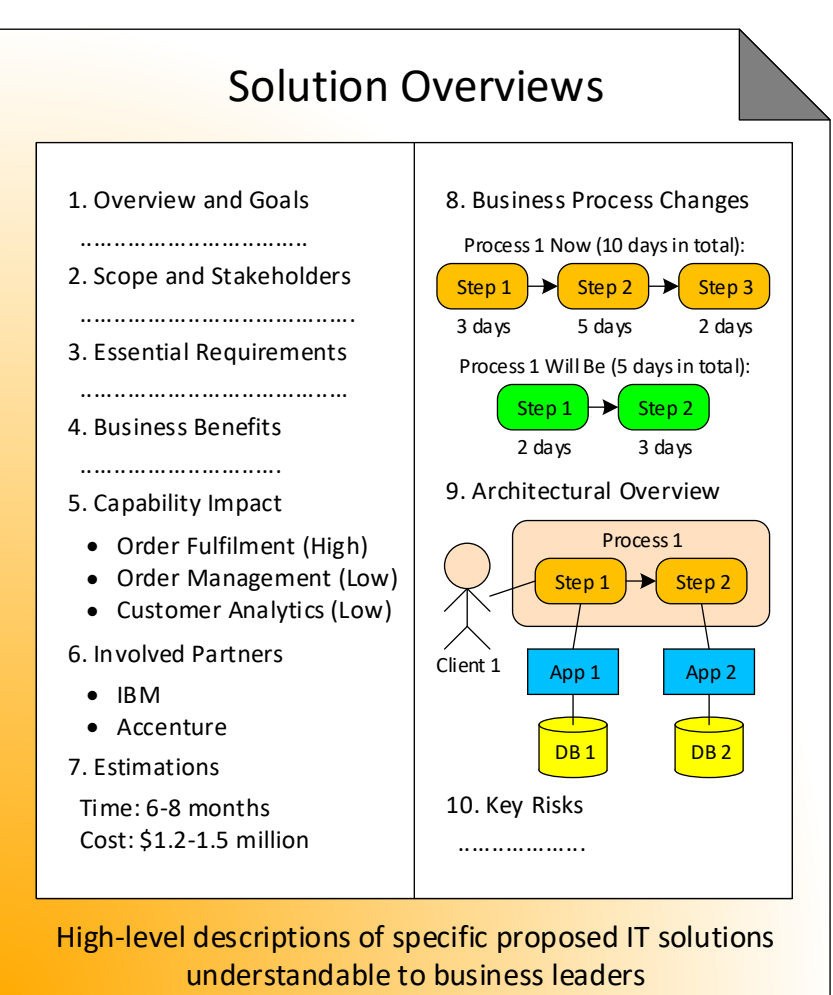 Solution Overviews
1. Overview and Goals
..................................
2. Scope and Stakeholders
.........................................
3. Essential Requirements
........................................
4. Business Benefits
..............................
5. Capability Impact
• Order Fulfilment (High)
• Order Management (Low)
• Customer Analytics (Low)
6. Involved Partners
• IBM
• Accenture
7. Estimations
Time: 6-8 months
Cost: $1.2-1.5 million
8. Business Process Changes
Process 1 Now (10 days in total):
Step 1 Step 2 Step 3
3 days 5 days 2 days
Process 1 Will Be (5 days in total):
Step 1 Step 2
2 days 3 days
9. Architectural Overview
Process 1
Step 1 Step 2
Client 1 App 1 App 2
DB 1 DB 2
10. Key Risks
...................
High-level descriptions of specific proposed IT solutions
understandable to business leaders